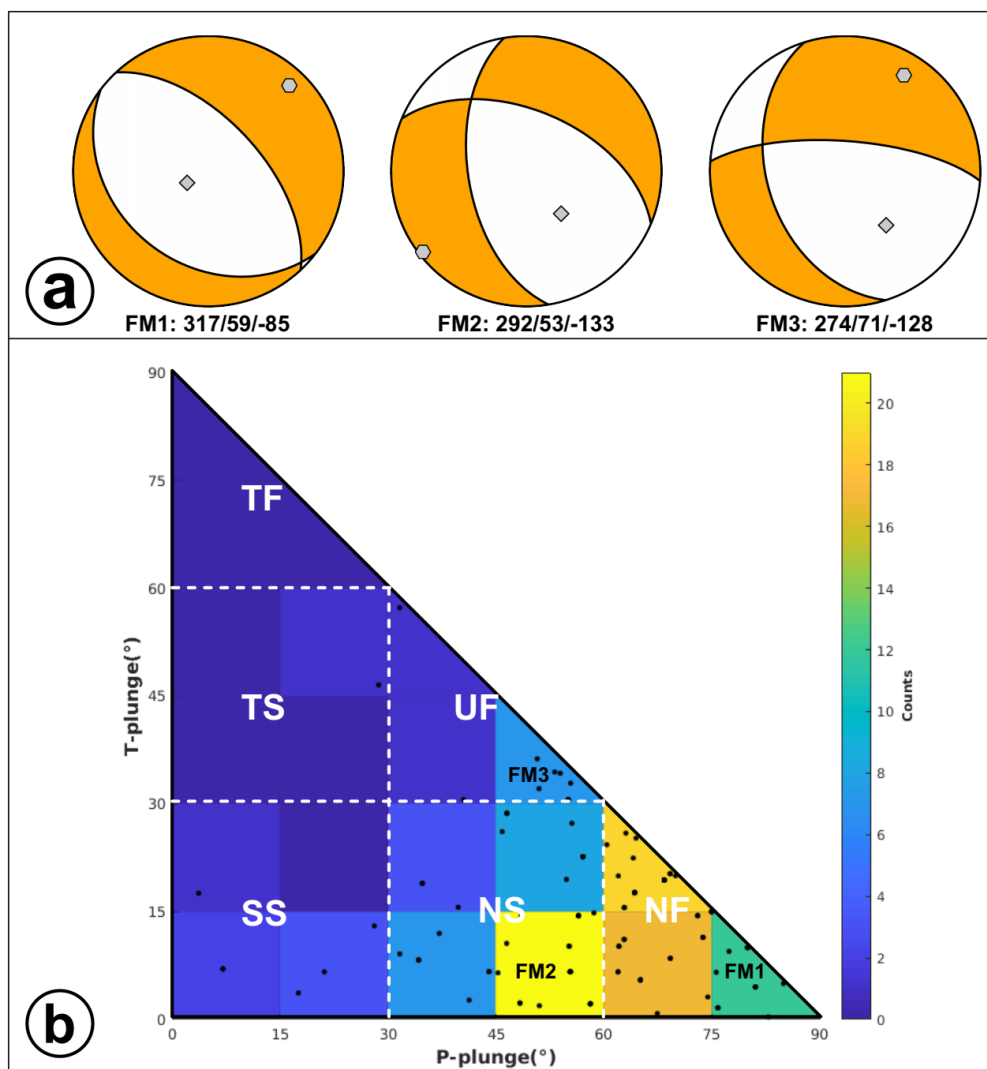 a
FM1: 317/59/-85
FM2: 292/53/-133
FM3: 274/71/-128
b
T-plunge(°)
90
75
60
45
30
15
0
TF
TS
UF
FM3
SS
NS
NF
FM2
FM1
0
15
30
45
60
75
90
P-plunge(°)
20
18
16
14
12
10
8
6
4
2
0
Counts